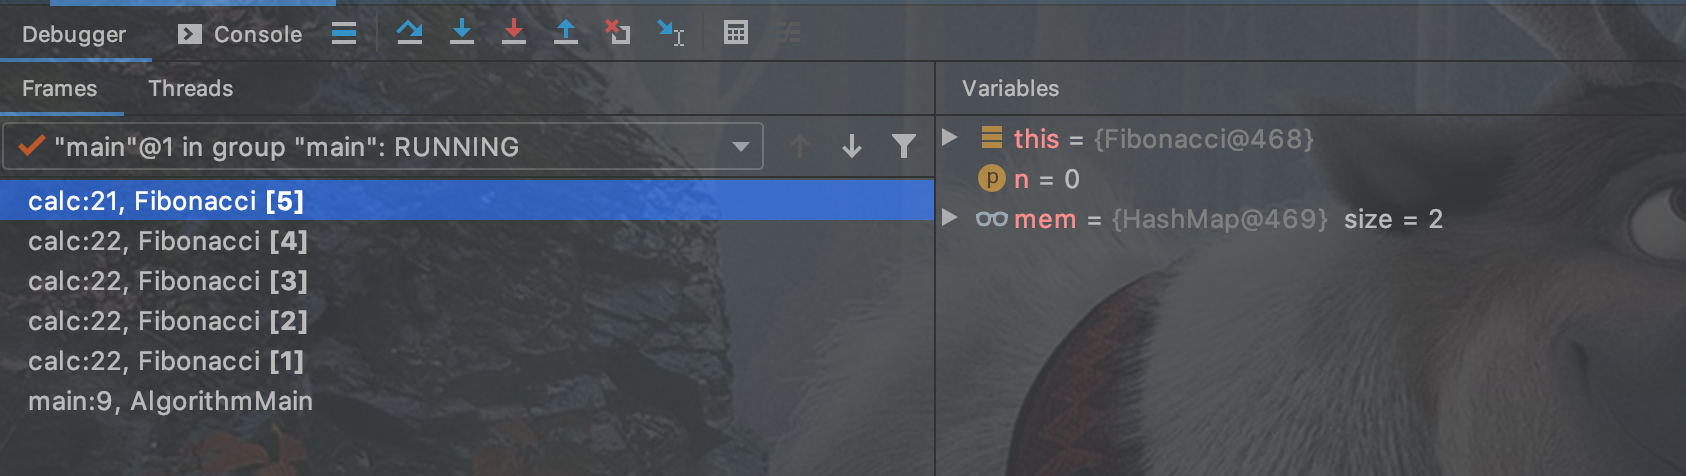 Debugger Console
Frames Threads
Variables
"main"@1 in group "main": RUNNING
calc:21, Fibonacci [5]
calc:22, Fibonacci [4]
calc:22, Fibonacci [3]
calc:22, Fibonacci [2]
calc:22, Fibonacci [1]
main:9, AlgorithmMain
this = {Fibonacci@468}
p n = 0
mem = {HashMap@469} size = 2